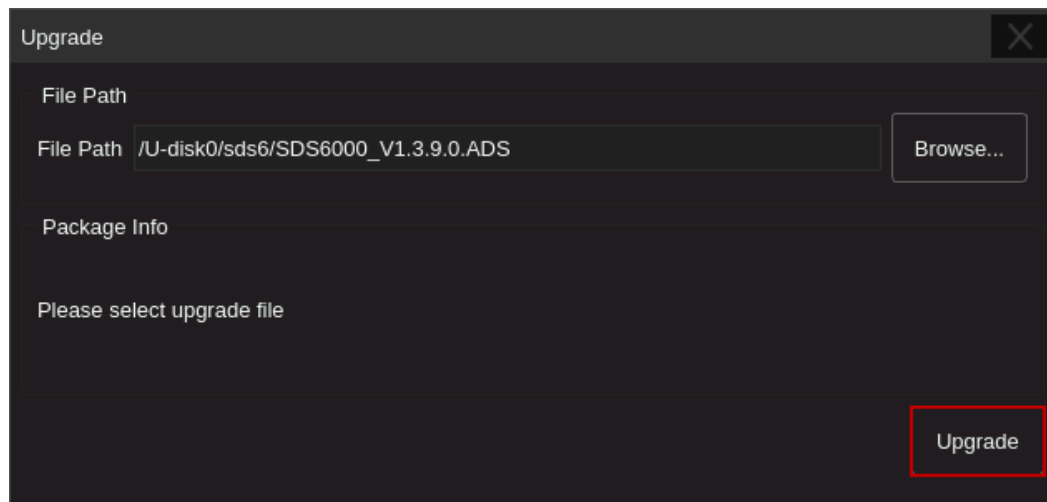 Upgrade
File Path
File Path /U-disk0/sds6/SDS6000_V1.3.9.0.ADS Browse...
Package Info
Please select upgrade file
Upgrade